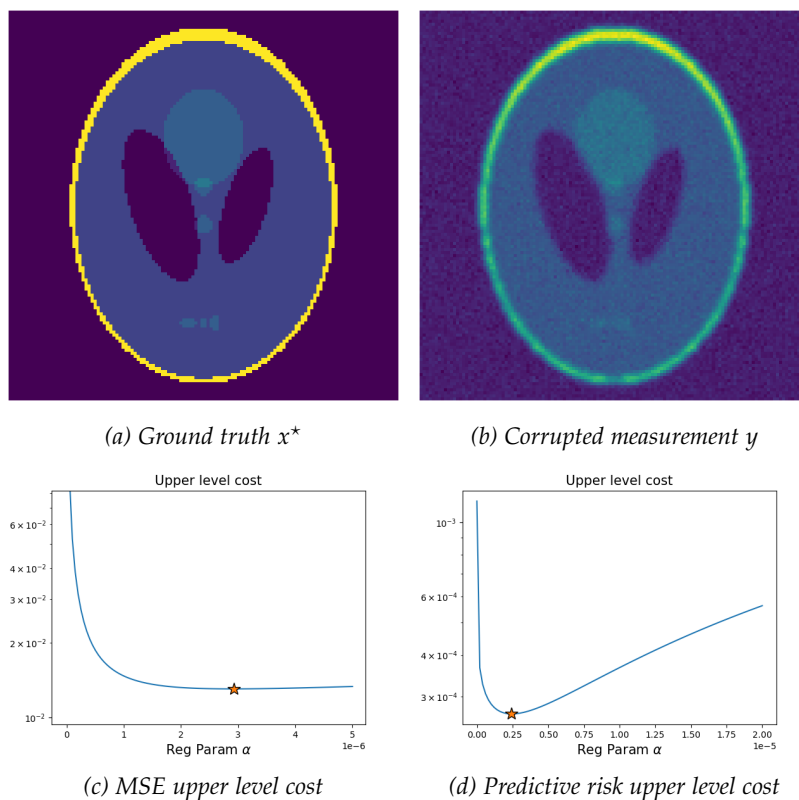 (a) Ground truth x⋆
(b) Corrupted measurement y
Upper level cost
6 × 10⁻²
4 × 10⁻²
3 × 10⁻²
2 × 10⁻²
10⁻²
0 1 2 3 4 5
1e−6
Reg Param α
(c) MSE upper level cost
Upper level cost
10⁻³
6 × 10⁻⁴
4 × 10⁻⁴
3 × 10⁻⁴
0.00 0.25 0.50 0.75 1.00 1.25 1.50 1.75 2.00
1e−5
Reg Param α
(d) Predictive risk upper level cost